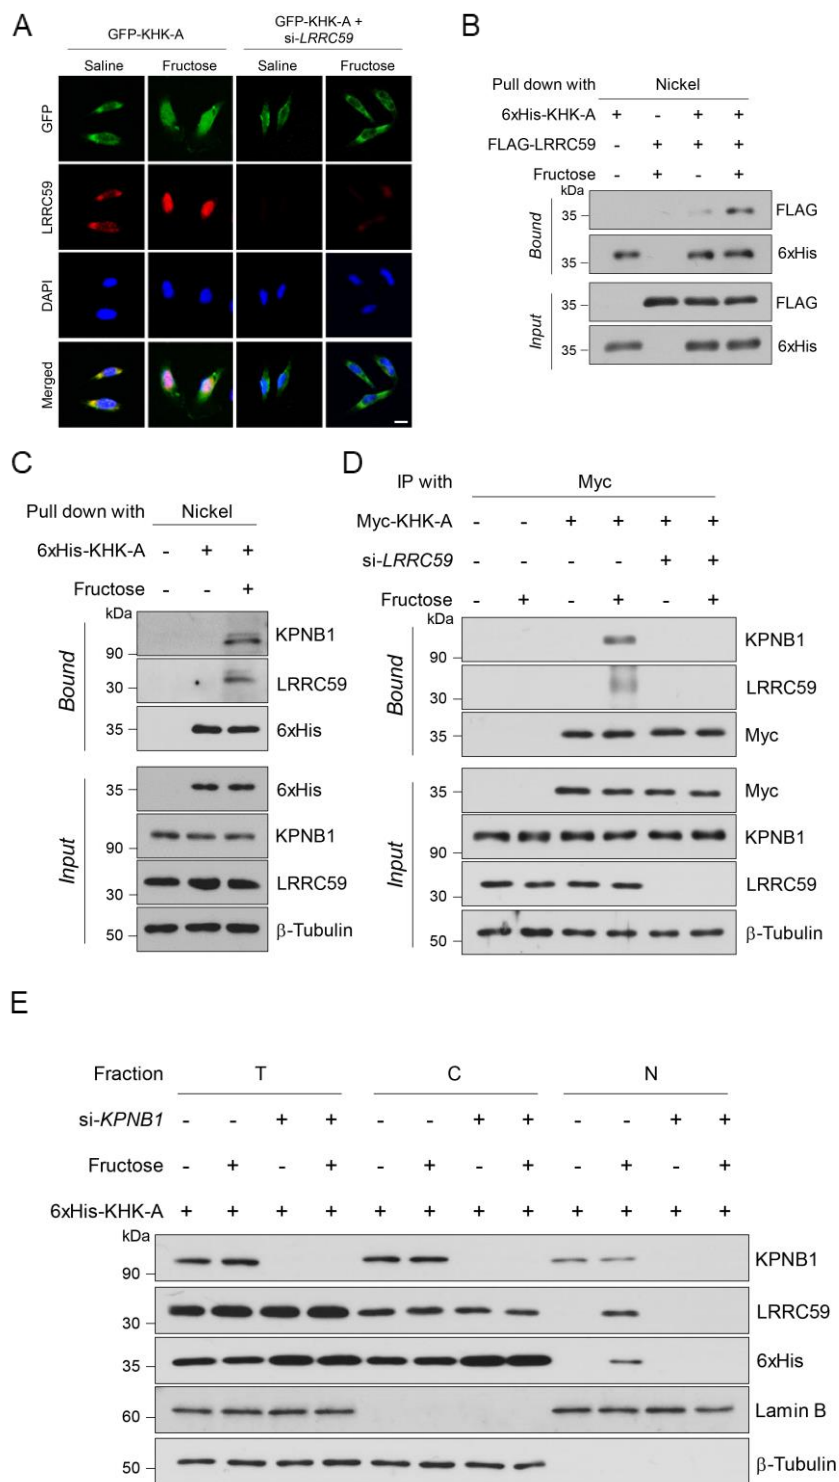 A
GFP-KHK-A
GFP-KHK-A +
si-LRRC59
Saline Fructose Saline Fructose
GFP
LRRC59
DAPI
Merged
B
Pull down with Nickel
6xHis-KHK-A + - + +
FLAG-LRRC59 - + + +
Fructose - + - +
kDa
Bound
35 FLAG
35 6xHis
Input
35 FLAG
35 6xHis
C
Pull down with Nickel
6xHis-KHK-A - + +
Fructose - - +
kDa
Bound
90 KPNB1
30 LRRC59
35 6xHis
Input
35 6xHis
90 KPNB1
30 LRRC59
50 β-Tubulin
D
IP with Myc
Myc-KHK-A - - + + + +
si-LRRC59 - - - - + +
Fructose - + - + - +
kDa
Bound
90 KPNB1
30 LRRC59
35 Myc
Input
35 Myc
90 KPNB1
30 LRRC59
50 β-Tubulin
E
Fraction T C N
si-KPNB1 - - + + - - + + - - + +
Fructose - + - + - + - + - + - +
6xHis-KHK-A + + + + + + + + + + + +
kDa
90 KPNB1
30 LRRC59
35 6xHis
60 Lamin B
50 β-Tubulin